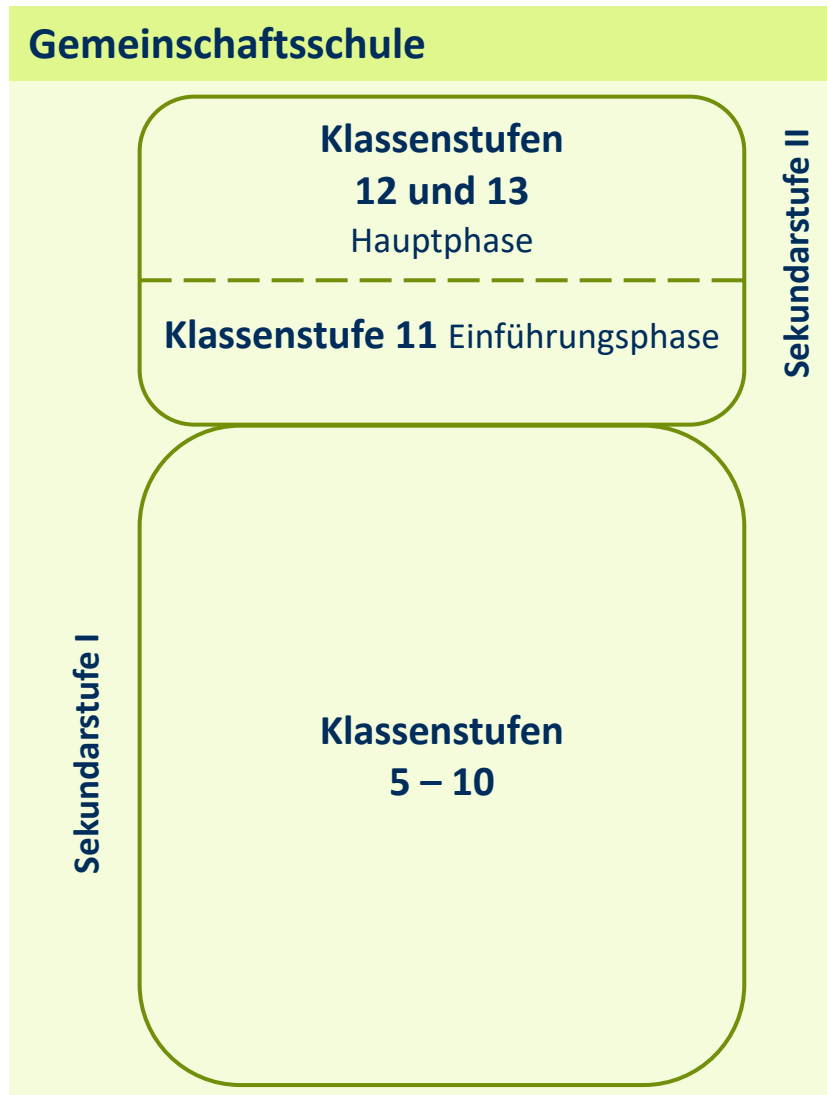 Gemeinschaftsschule
Klassenstufen
12 und 13
Hauptphase
Klassenstufe 11 Einführungsphase
Sekundarstufe II
Klassenstufen
5 – 10
Sekundarstufe I